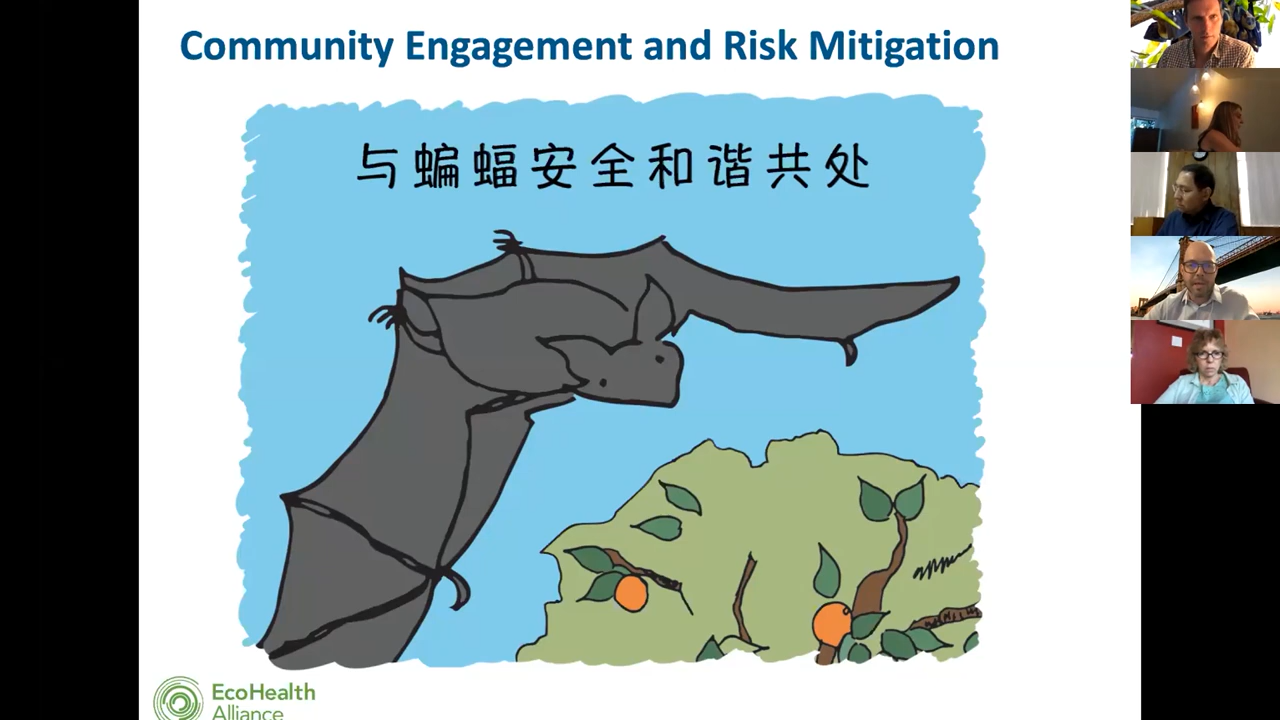 Community Engagement and Risk Mitigation
与蝙蝠安全和谐共处
EcoHealth
Alliance